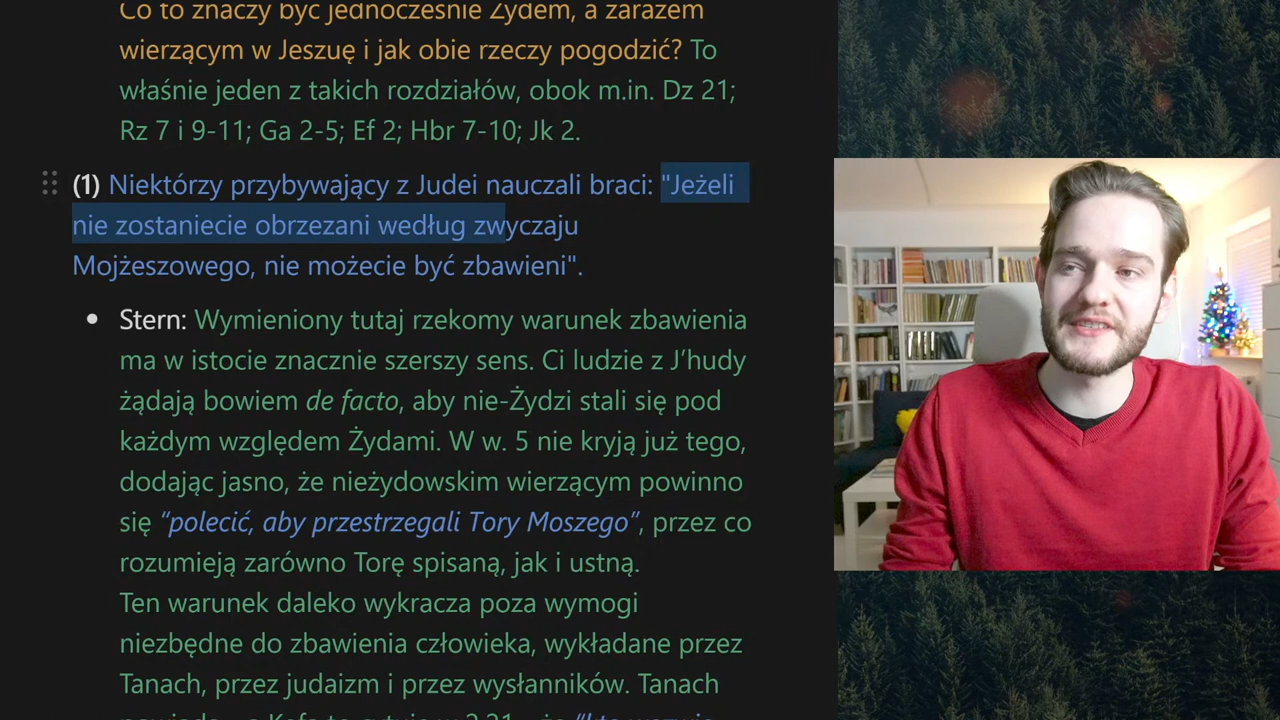 Co to znaczy być jednocześnie Żydem, a zarazem
wierzącym w Jeszuę i jak obie rzeczy pogodzić? To
właśnie jeden z takich rozdziałów, obok m.in. Dz 21;
Rz 7 i 9-11; Ga 2-5; Ef 2; Hbr 7-10; Jk 2.
(1) Niektórzy przybywający z Judei nauczali braci: "Jeżeli
nie zostaniecie obrzezani według zwyczaju
Mojżeszowego, nie możecie być zbawieni".
• Stern: Wymieniony tutaj rzekomy warunek zbawienia
ma w istocie znacznie szerszy sens. Ci ludzie z J’hudy
żądają bowiem de facto, aby nie-Żydzi stali się pod
każdym względem Żydami. W w. 5 nie kryją już tego,
dodając jasno, że nieżydowskim wierzącym powinno
się “polecić, aby przestrzegali Tory Moszego”, przez co
rozumieją zarówno Torę spisaną, jak i ustną.
Ten warunek daleko wykracza poza wymogi
niezbędne do zbawienia człowieka, wykładane przez
Tanach, przez judaizm i przez wysłanników. Tanach